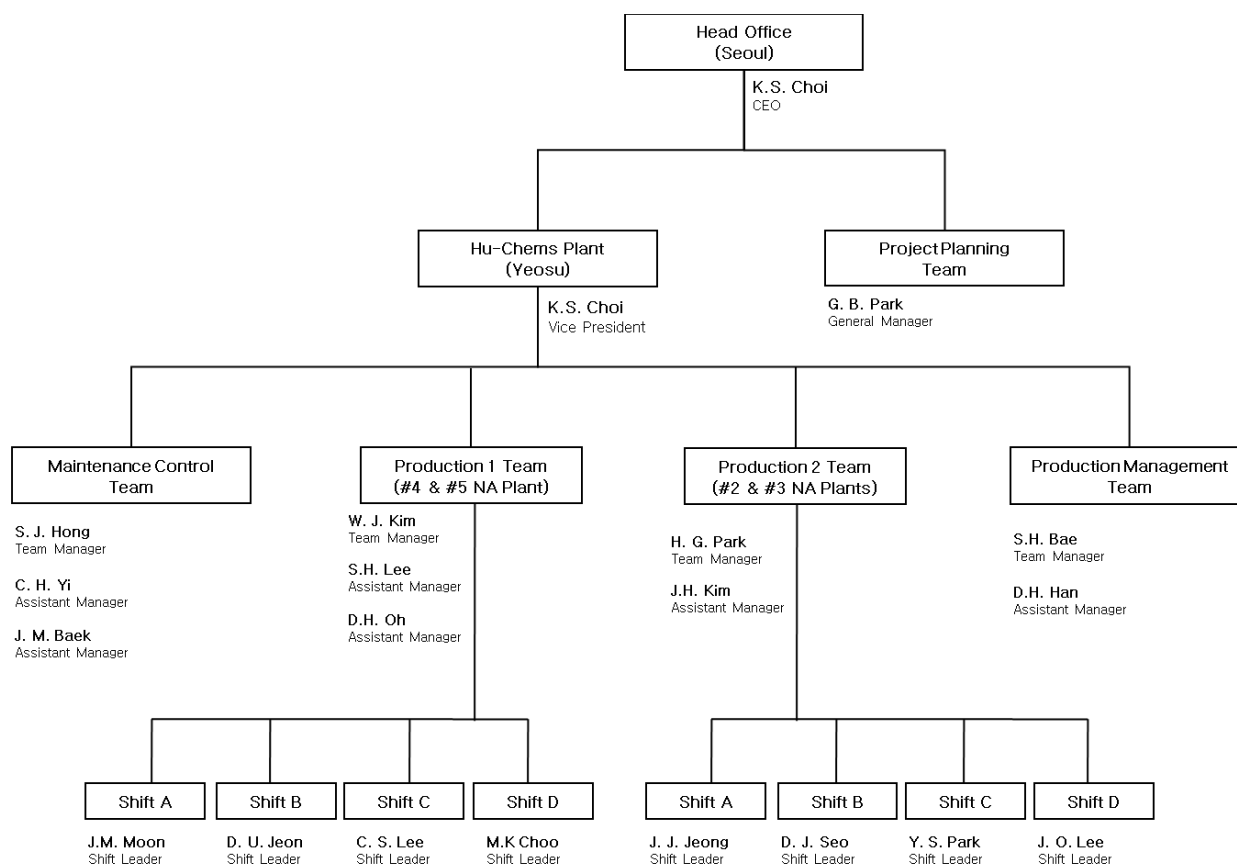 Head Office
(Seoul)
K.S. Choi
CEO
Hu-Chems Plant
(Yeosu)
K.S. Choi
Vice President
Project Planning
Team
G. B. Park
General Manager
Maintenance Control
Team
S. J. Hong
Team Manager
C. H. Yi
Assistant Manager
J. M. Baek
Assistant Manager
Production 1 Team
(#4 & #5 NA Plant)
W. J. Kim
Team Manager
S.H. Lee
Assistant Manager
D.H. Oh
Assistant Manager
Production 2 Team
(#2 & #3 NA Plants)
H. G. Park
Team Manager
J.H. Kim
Assistant Manager
Production Management
Team
S.H. Bae
Team Manager
D.H. Han
Assistant Manager
Shift A
J.M. Moon
Shift Leader
Shift B
D. U. Jeon
Shift Leader
Shift C
C. S. Lee
Shift Leader
Shift D
M.K Choo
Shift Leader
Shift A
J. J. Jeong
Shift Leader
Shift B
D. J. Seo
Shift Leader
Shift C
Y. S. Park
Shift Leader
Shift D
J. O. Lee
Shift Leader